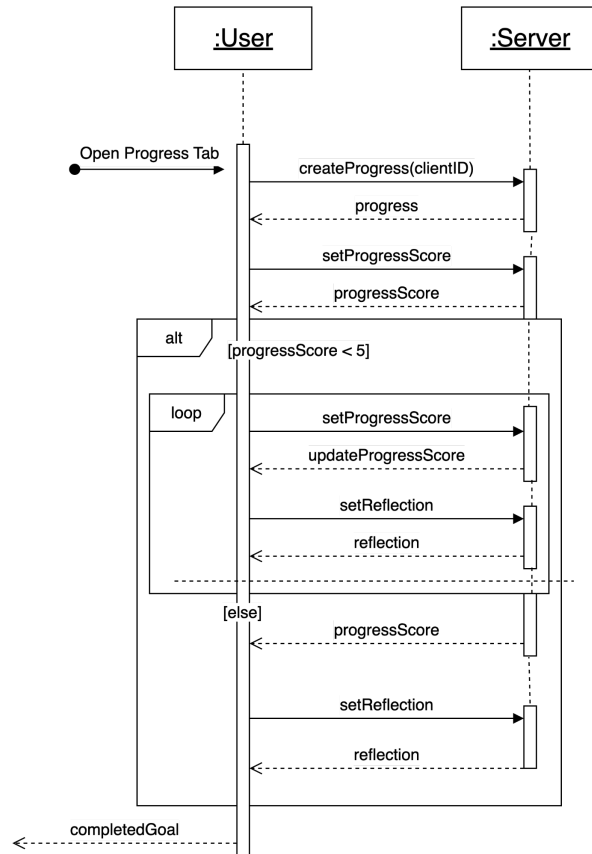 :User
:Server
Open Progress Tab
createProgress(clientID)
progress
setProgressScore
progressScore
alt
[progressScore < 5]
loop
setProgressScore
updateProgressScore
setReflection
reflection
[else]
progressScore
setReflection
reflection
completedGoal